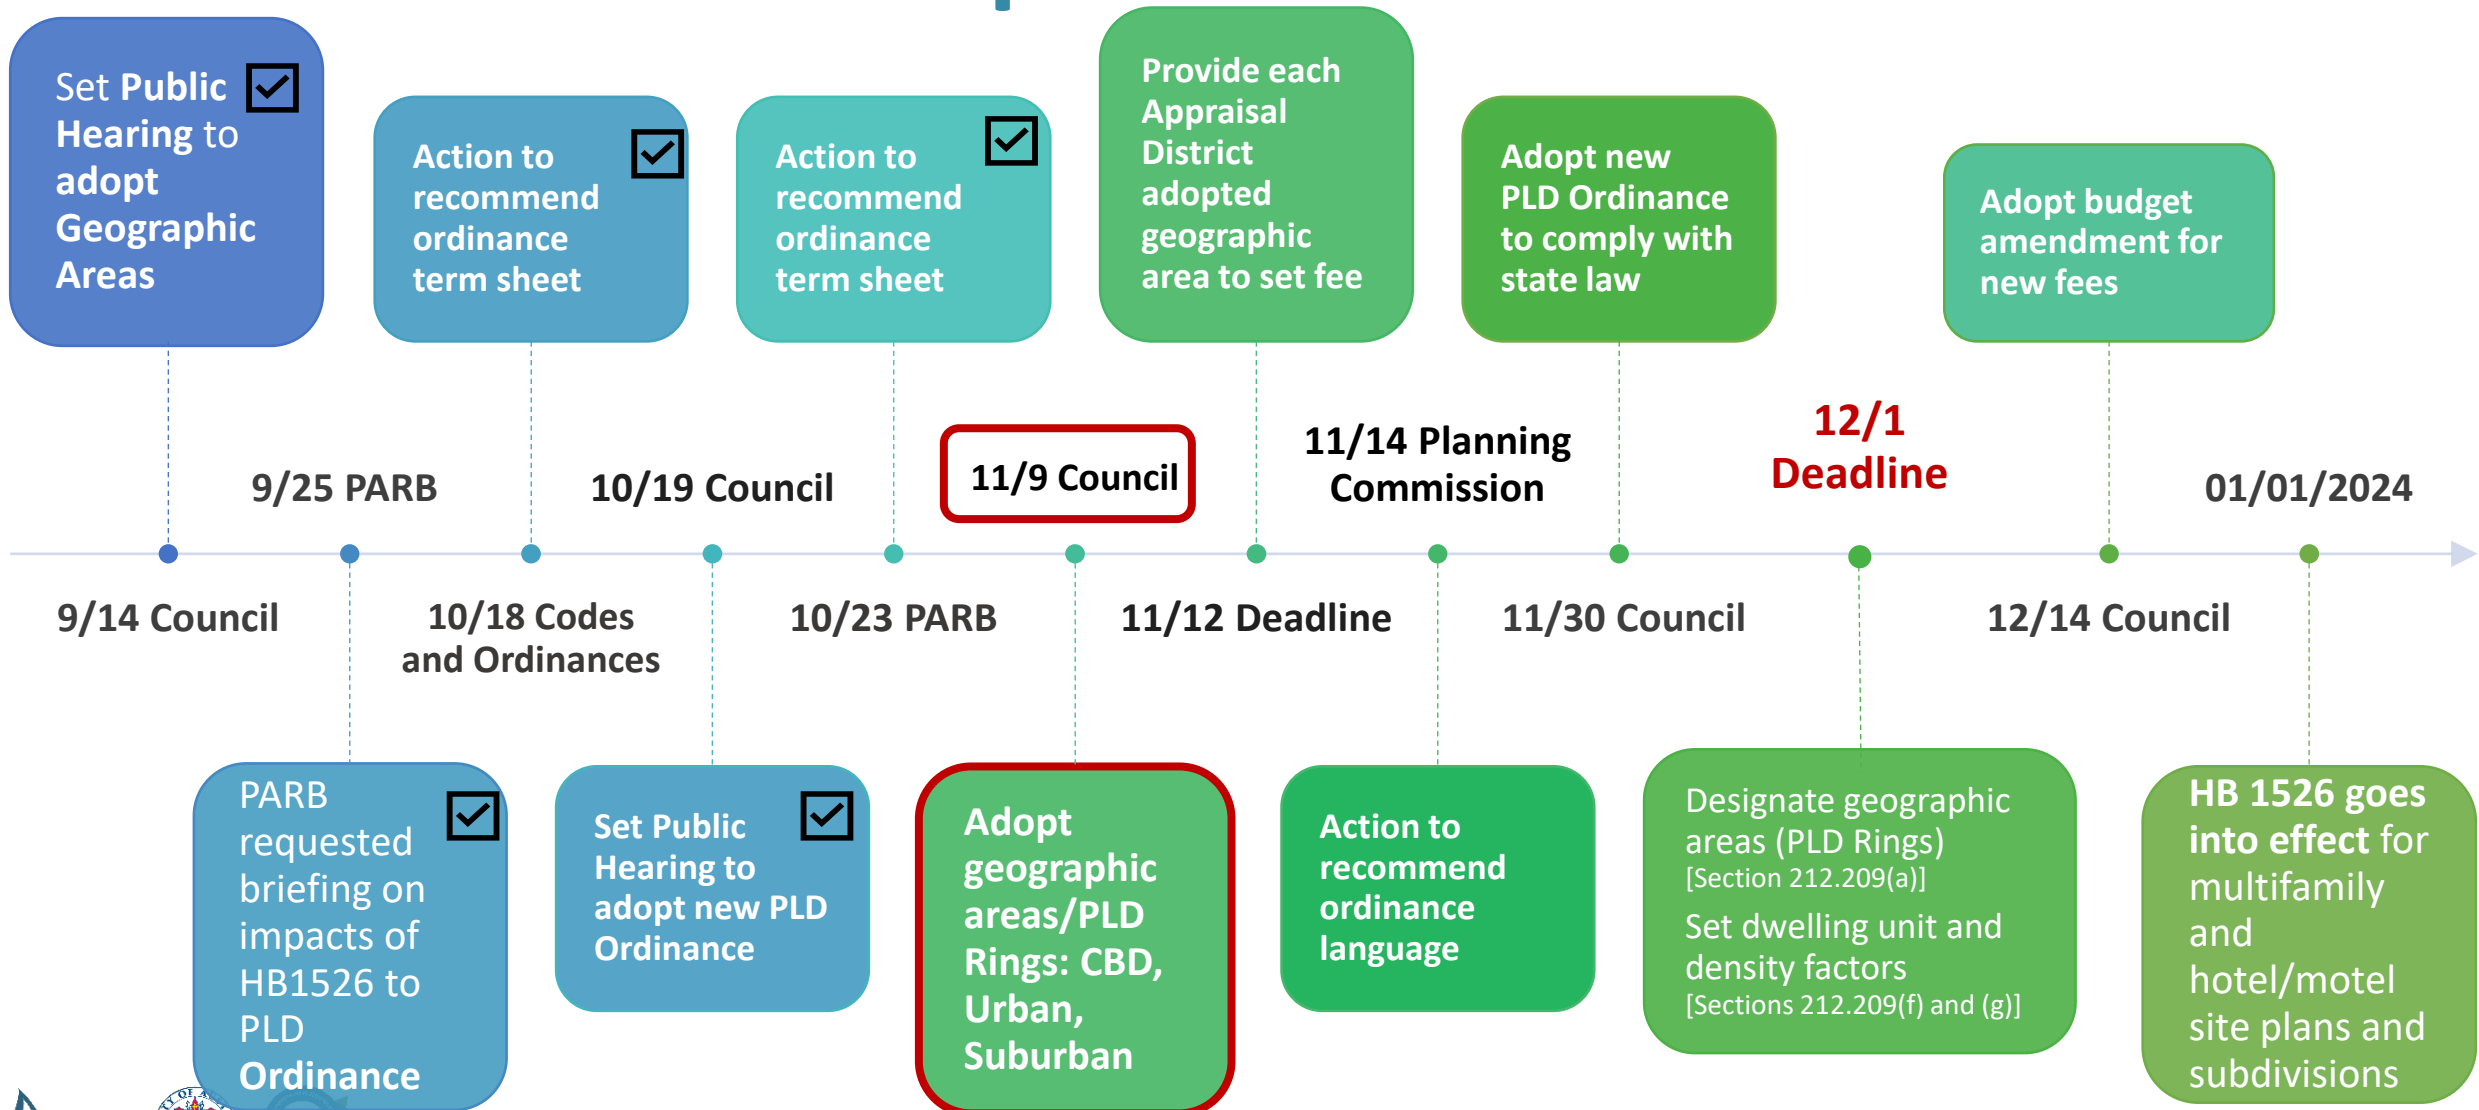 Set Public
Hearing to
adopt
Geographic
Areas
Action to
recommend
ordinance
term sheet
Action to
recommend
ordinance
term sheet
Provide each
Appraisal
District
adopted
geographic
area to set fee
Adopt new
PLD Ordinance
to comply with
state law
Adopt budget
amendment for
new fees
9/25 PARB
10/19 Council
11/9 Council
11/14 Planning
Commission
12/1
Deadline
01/01/2024
9/14 Council
10/18 Codes
and Ordinances
10/23 PARB
11/12 Deadline
11/30 Council
12/14 Council
PARB
requested
briefing on
impacts of
HB1526 to
PLD
Ordinance
Set Public
Hearing to
adopt new PLD
Ordinance
Adopt
geographic
areas/PLD
Rings: CBD,
Urban,
Suburban
Action to
recommend
ordinance
language
Designate geographic
areas (PLD Rings)
[Section 212.209(a)]
Set dwelling unit and
density factors
[Sections 212.209(f) and (g)]
HB 1526 goes
into effect for
multifamily
and
hotel/motel
site plans and
subdivisions